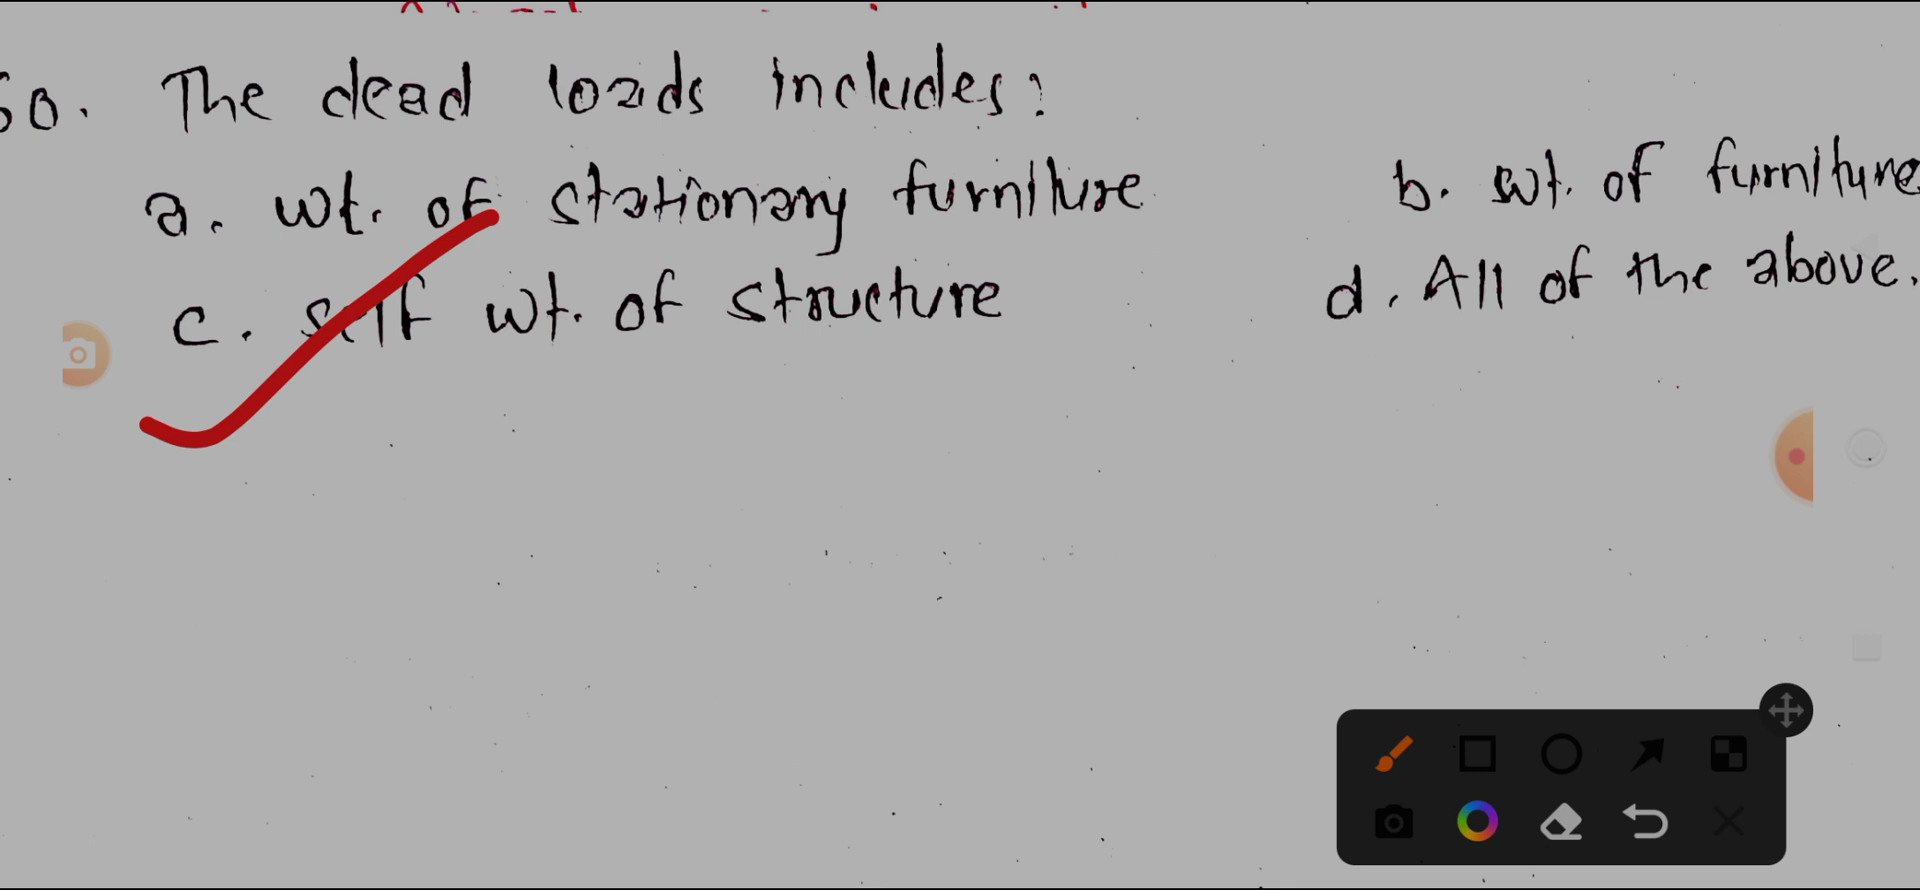 50. The dead loads includes:
a. wt. of stationary furniture b. wt. of furniture
c. self wt. of structure d. All of the above.